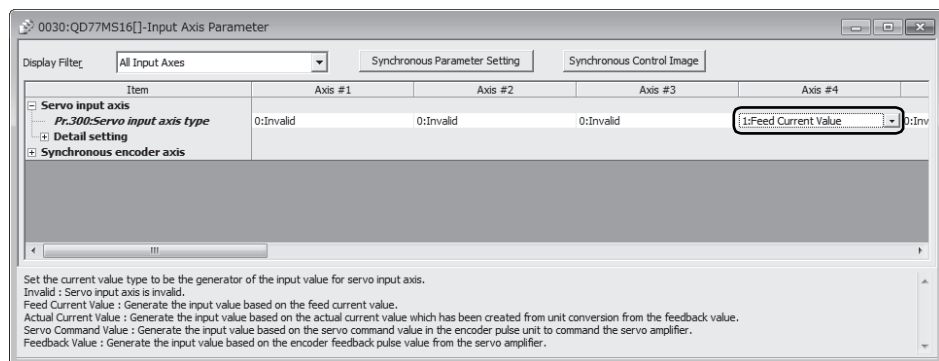 0030:QD77MS16[]-Input Axis Parameter
Display Filter All Input Axes Synchronous Parameter Setting Synchronous Control Image
Item Axis #1 Axis #2 Axis #3 Axis #4
Servo input axis
Pr.300:Servo input axis type 0:Invalid 0:Invalid 0:Invalid 1:Feed Current Value 0:Inv
Detail setting
Synchronous encoder axis
Set the current value type to be the generator of the input value for servo input axis.
Invalid : Servo input axis is invalid.
Feed Current Value : Generate the input value based on the feed current value.
Actual Current Value : Generate the input value based on the actual current value which has been created from unit conversion from the feedback value.
Servo Command Value : Generate the input value based on the servo command value in the encoder pulse unit to command the servo amplifier.
Feedback Value : Generate the input value based on the encoder feedback pulse value from the servo amplifier.